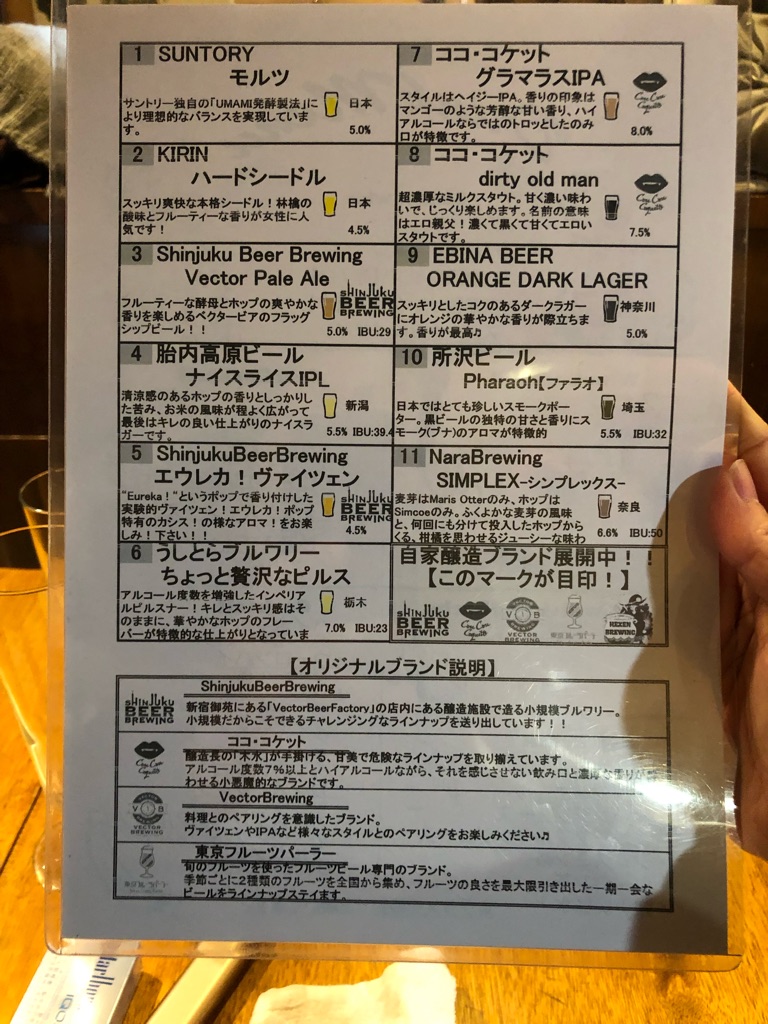 1 SUNTORY
モルツ
サントリー独自の「UMAMI発酵製法」に
より理想的なバランスを実現していま
す。
日本
5.0%
2 KIRIN
ハードシードル
スッキリ爽快な本格シードル！林檎の
酸味とフルーティーな香りが女性に人
気です！
日本
4.5%
3 Shinjuku Beer Brewing
Vector Pale Ale
フルーティーな酵母とホップの爽やかな
香りを楽しめるベクタービアのフラッグ
シップビール！！
SHINJUKU
BEER
BREWING
5.0% IBU:29
4 胎内高原ビール
ナイスライスIPL
清涼感のあるホップの香りとしっかりし
た苦み、お米の風味が程よく広がって
最後はキレの良い仕上がりのナイスラ
ガーです。
新潟
5.5% IBU:39.4
5 ShinjukuBeerBrewing
エウレカ！ヴァイツェン
"Eureka！"というホップで香り付けした
実験的ヴァイツェン！エウレカ！ホップ
特有のカシス！の様なアロマ！をお楽
しみ！下さい！！
SHINJUKU
BEER
BREWING
4.5%
6 うしとらブルワリー
ちょっと贅沢なピルス
アルコール度数を増強したインペリア
ルピルスナー！キレとスッキリ感はそ
のままに、華やかなホップのフレー
バーが特徴的な仕上がりとなっていま
栃木
7.0% IBU:23
7 ココ・コケット
グラマラスIPA
スタイルはヘイジーIPA。香りの印象は
マンゴーのような芳醇な甘い香り、ハイ
アルコールならではのトロッとしたのみ
口が特徴です。
Coco Coquette
8.0%
8 ココ・コケット
dirty old man
超濃厚なミルクスタウト。甘く濃い味わ
いで、じっくり楽しめます。名前の意味
はエロ親父！濃くて黒くて甘くてエロい
スタウトです。
7.5%
9 EBINA BEER
ORANGE DARK LAGER
スッキリとしたコクのあるダークラガー
にオレンジの華やかな香りが際立ちま
す。香りが最高♫
神奈川
5.0%
10 所沢ビール
Pharaoh【ファラオ】
日本ではとても珍しいスモークポー
ター。黒ビールの独特の甘さと香りにス
モーク(ブナ)のアロマが特徴的
埼玉
5.5% IBU:32
11 NaraBrewing
SIMPLEX-シンプレックス-
麦芽はMaris Otterのみ、ホップは
Simcoeのみ。ふくよかな麦芽の風味
と、何回にも分けて投入したホップから
くる、柑橘を思わせるジューシーな味わ
奈良
6.6% IBU:50
自家醸造ブランド展開中！！
【このマークが目印！】
SHINJUKU
BEER
BREWING
VECTOR
BREWING
HEXEN
BREWING
【オリジナルブランド説明】
ShinjukuBeerBrewing
SHINJUKU
BEER
BREWING
新宿御苑にある「VectorBeerFactory」の店内にある醸造施設で造る小規模ブルワリー。
小規模だからこそできるチャレンジングなラインナップを送り出しています！！
ココ・コケット
醸造長の「木水」が手掛ける、甘美で危険なラインナップを取り揃えています。
アルコール度数7%以上とハイアルコールながら、それを感じさせない飲み口と濃厚な香りが
わせる小悪魔的なブランドです。
VectorBrewing
VECTOR
BREWING
料理とのペアリングを意識したブランド。
ヴァイツェンやIPAなど様々なスタイルとのペアリングをお楽しみください♫
東京フルーツパーラー
旬のフルーツを使ったフルーツビール専門のブランド。
季節ごとに2種類のフルーツを全国から集め、フルーツの良さを最大限引き出した一期一会な
ビールをラインナップステイます。
Marlboro
IQO